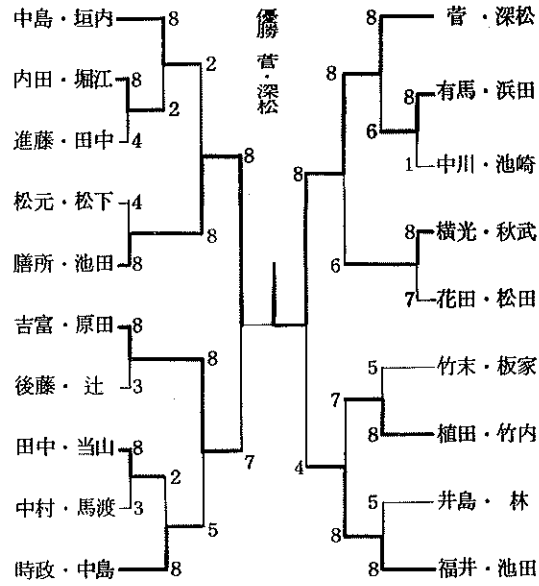 中島・垣内 8
内田・堀江 8
2
2
進藤・田中 4
8
松元・松下 4
8
膳所・池田 8
吉富・原田 8
8
後藤・辻 3
7
田中・当山 8
2
中村・馬渡 3
5
時政・中島 8
優勝 菅・深松
8 菅・深松
8
8 有馬・浜田
6
1 中川・池崎
8
8 横光・秋武
6
7 花田・松田
5 竹末・板家
7
8 植田・竹内
4
5 井島・林
8
8 福井・池田